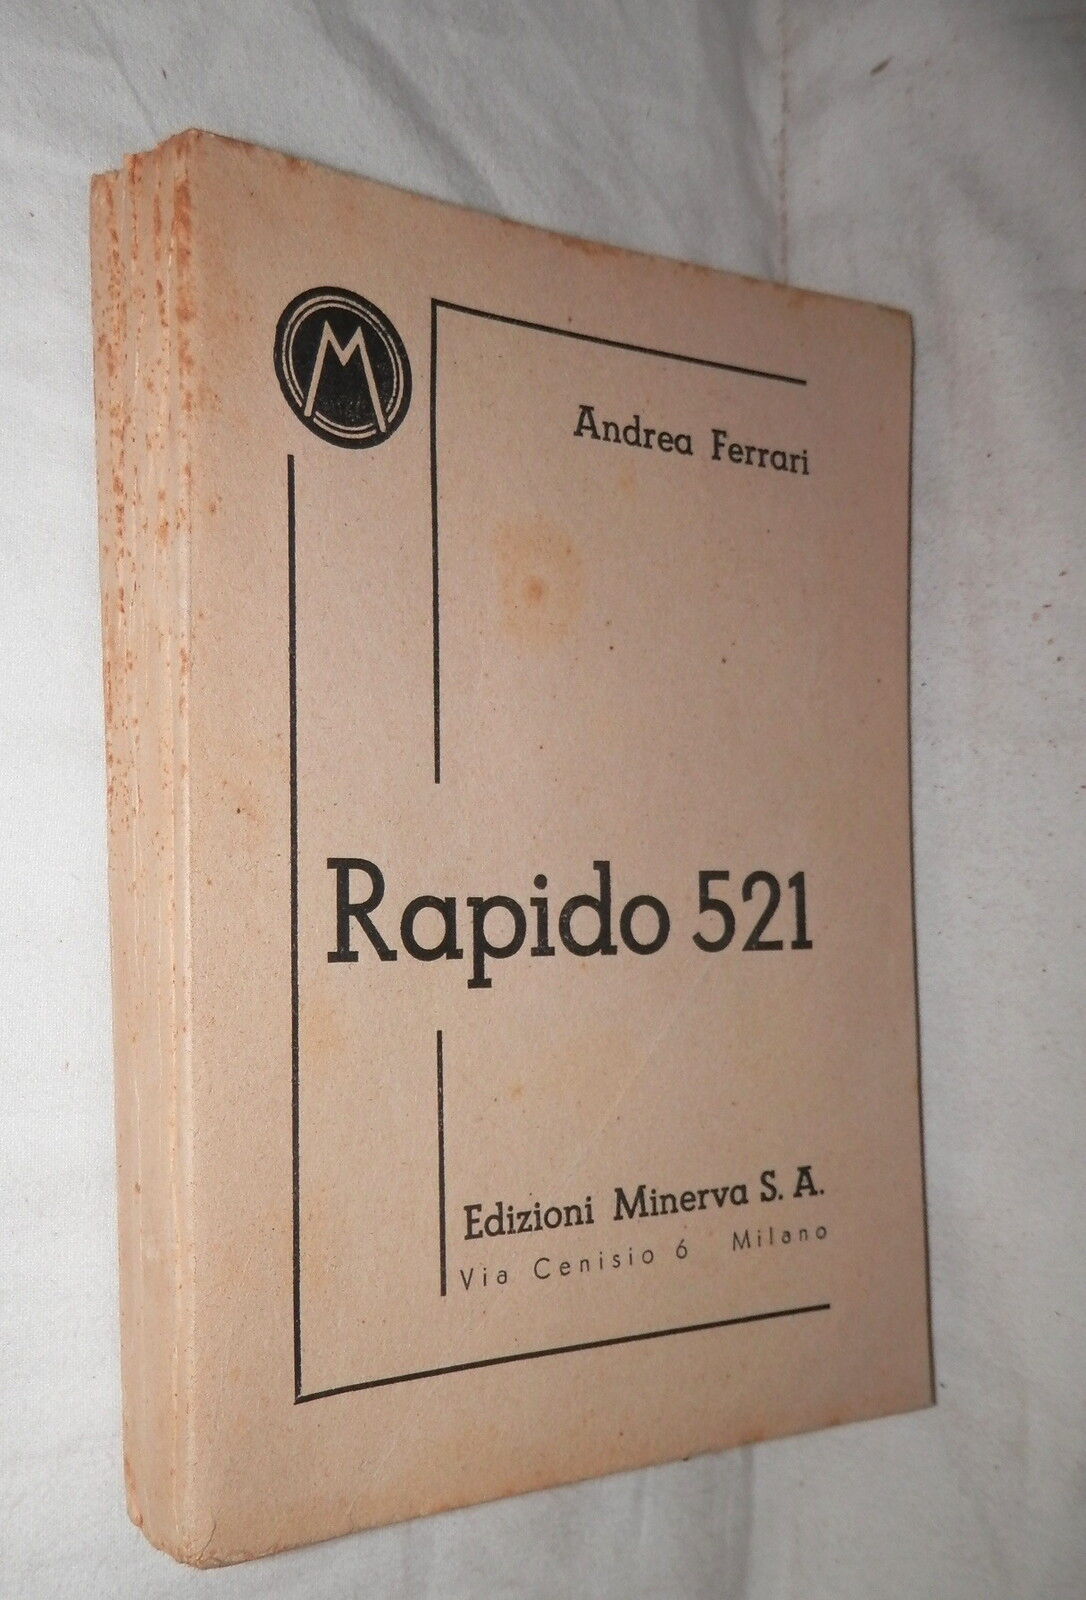 M
Andrea Ferrari
Rapido 521
Edizioni Minerva S. A.
Via Cenisio 6 Milano